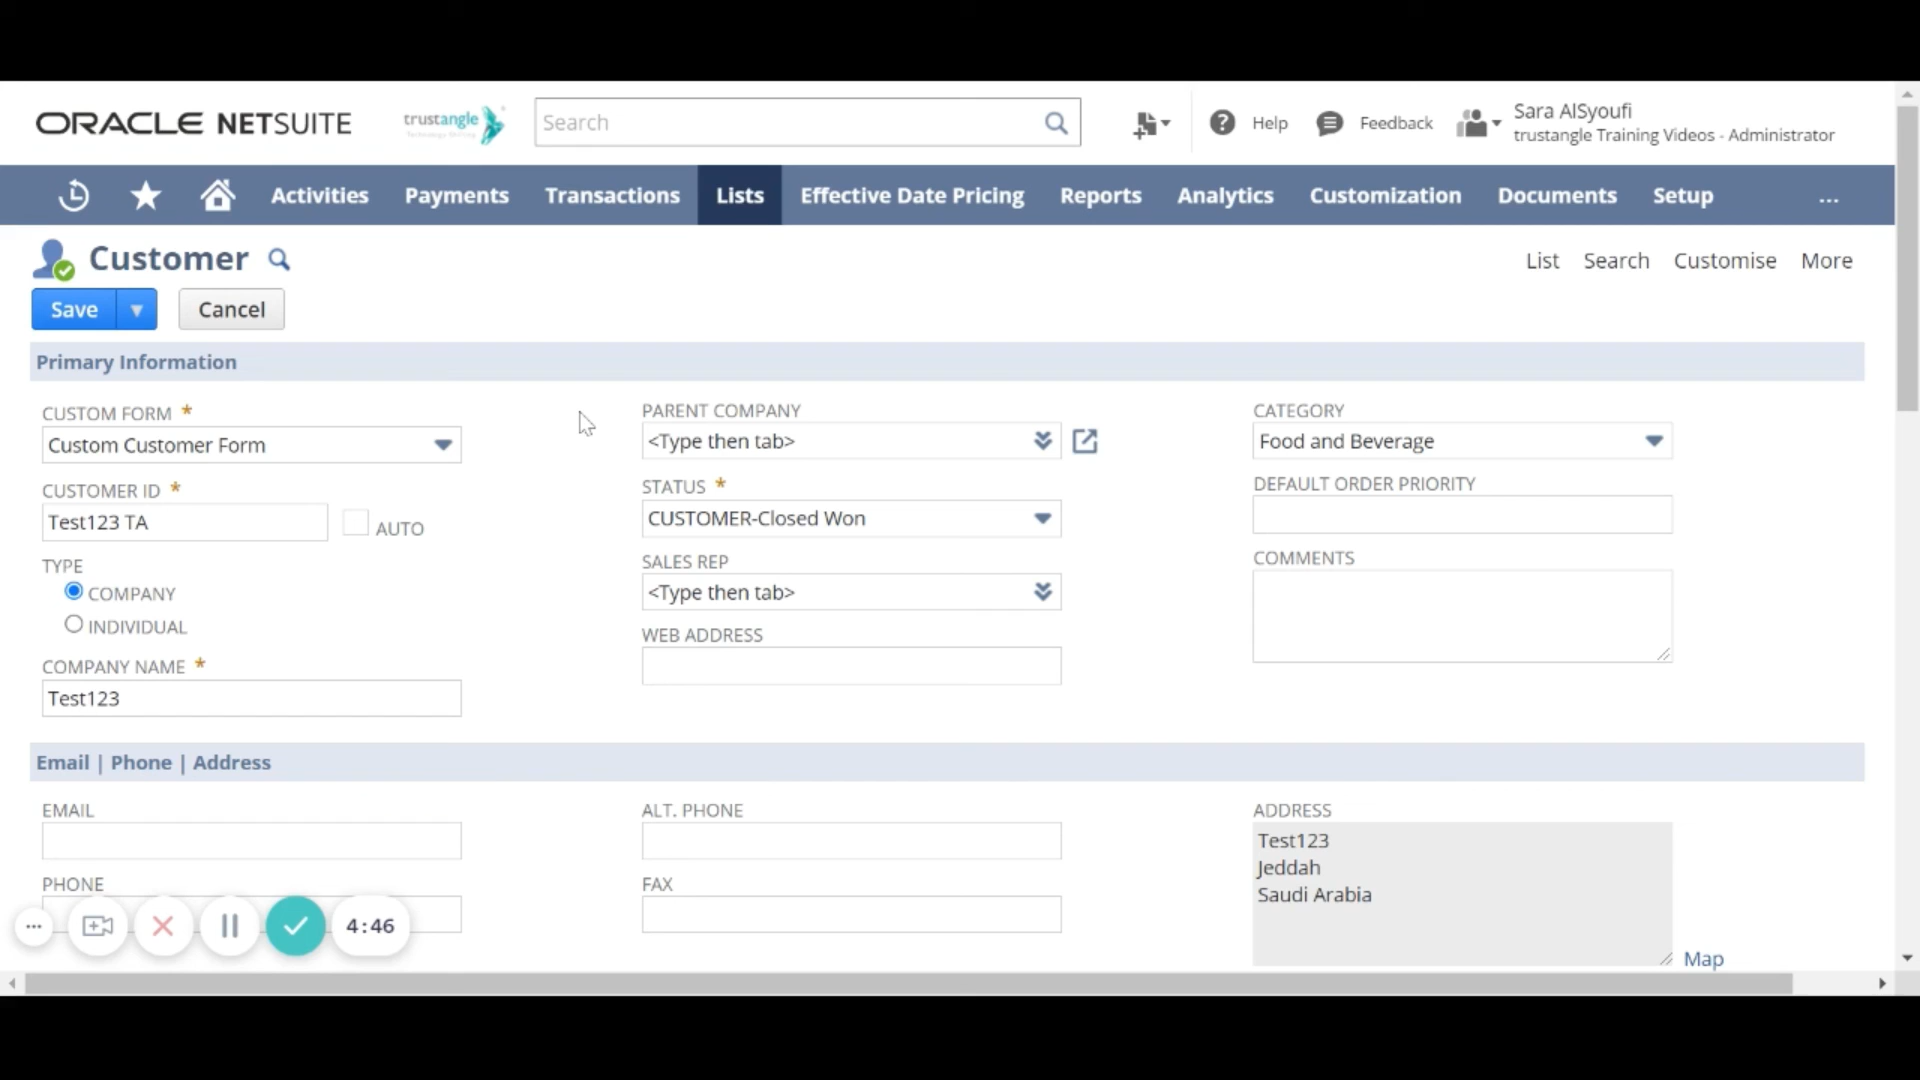 ORACLE NETSUITE
trustangle
Search
Help
Feedback
Sara AlSyoufi
trustangle Training Videos - Administrator
Activities
Payments
Transactions
Lists
Effective Date Pricing
Reports
Analytics
Customization
Documents
Setup
...
Customer
List
Search
Customise
More
Save
Cancel
Primary Information
CUSTOM FORM *
Custom Customer Form
CUSTOMER ID *
Test123 TA
AUTO
TYPE
COMPANY
INDIVIDUAL
COMPANY NAME *
Test123
PARENT COMPANY
<Type then tab>
STATUS *
CUSTOMER-Closed Won
SALES REP
<Type then tab>
WEB ADDRESS
CATEGORY
Food and Beverage
DEFAULT ORDER PRIORITY
COMMENTS
Email | Phone | Address
EMAIL
PHONE
ALT. PHONE
FAX
ADDRESS
Test123
Jeddah
Saudi Arabia
Map
4:46